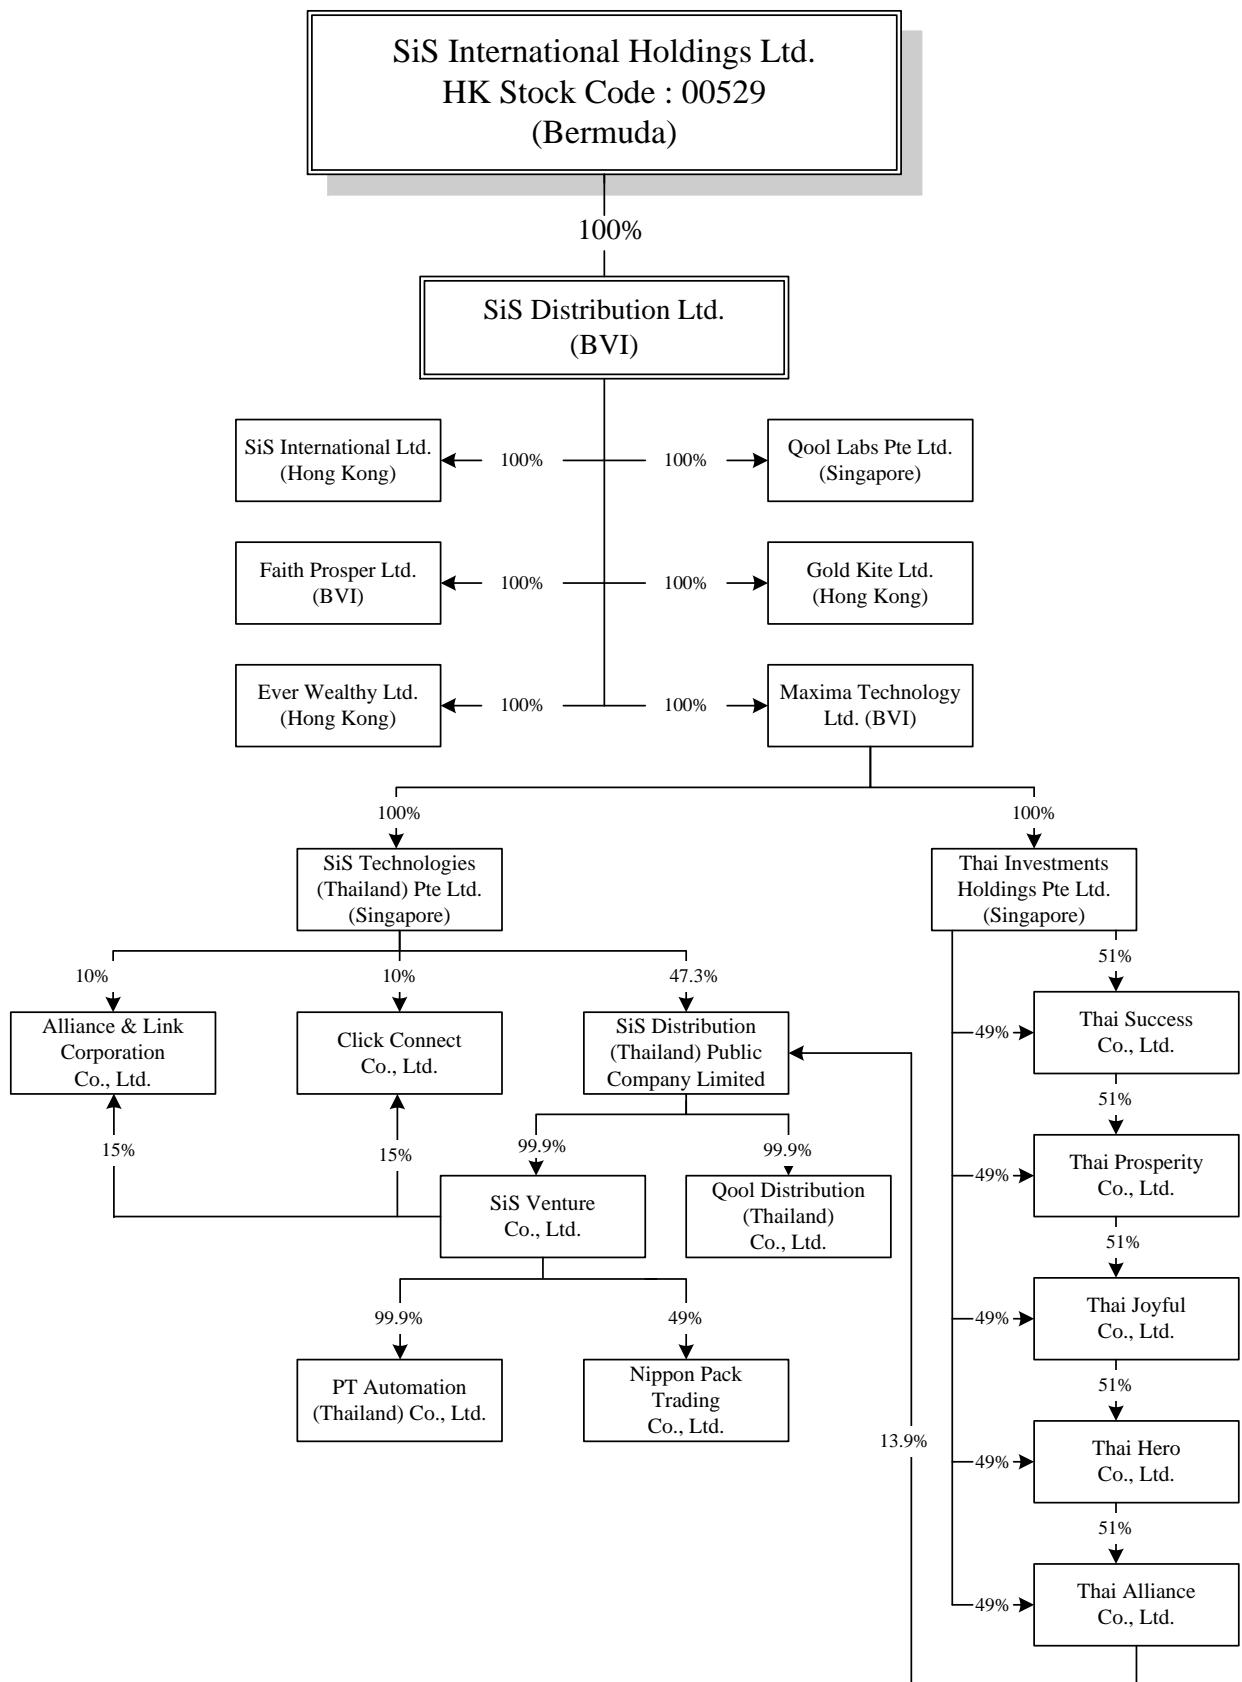 SiS International Holdings Ltd.
HK Stock Code : 00529
(Bermuda)
100%
SiS Distribution Ltd.
(BVI)
SiS International Ltd.
(Hong Kong)
100%
100%
Qool Labs Pte Ltd.
(Singapore)
Faith Prosper Ltd.
(BVI)
100%
100%
Gold Kite Ltd.
(Hong Kong)
Ever Wealthy Ltd.
(Hong Kong)
100%
100%
Maxima Technology
Ltd. (BVI)
100%
100%
SiS Technologies
(Thailand) Pte Ltd.
(Singapore)
Thai Investments
Holdings Pte Ltd.
(Singapore)
10%
10%
47.3%
51%
Alliance & Link
Corporation
Co., Ltd.
Click Connect
Co., Ltd.
SiS Distribution
(Thailand) Public
Company Limited
49%
Thai Success
Co., Ltd.
51%
15%
15%
99.9%
99.9%
SiS Venture
Co., Ltd.
Qool Distribution
(Thailand)
Co., Ltd.
49%
Thai Prosperity
Co., Ltd.
51%
99.9%
49%
49%
Thai Joyful
Co., Ltd.
PT Automation
(Thailand) Co., Ltd.
Nippon Pack
Trading
Co., Ltd.
51%
13.9%
49%
Thai Hero
Co., Ltd.
51%
49%
Thai Alliance
Co., Ltd.